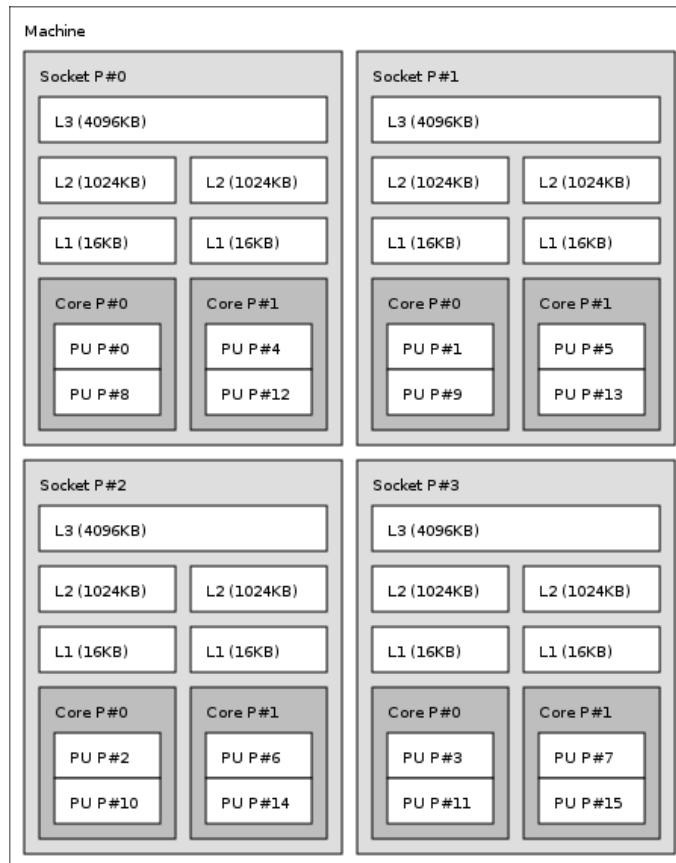 Machine
Socket P#0
L3 (4096KB)
L2 (1024KB)
L2 (1024KB)
L1 (16KB)
L1 (16KB)
Core P#0
PU P#0
PU P#8
Core P#1
PU P#4
PU P#12
Socket P#1
L3 (4096KB)
L2 (1024KB)
L2 (1024KB)
L1 (16KB)
L1 (16KB)
Core P#0
PU P#1
PU P#9
Core P#1
PU P#5
PU P#13
Socket P#2
L3 (4096KB)
L2 (1024KB)
L2 (1024KB)
L1 (16KB)
L1 (16KB)
Core P#0
PU P#2
PU P#10
Core P#1
PU P#6
PU P#14
Socket P#3
L3 (4096KB)
L2 (1024KB)
L2 (1024KB)
L1 (16KB)
L1 (16KB)
Core P#0
PU P#3
PU P#11
Core P#1
PU P#7
PU P#15